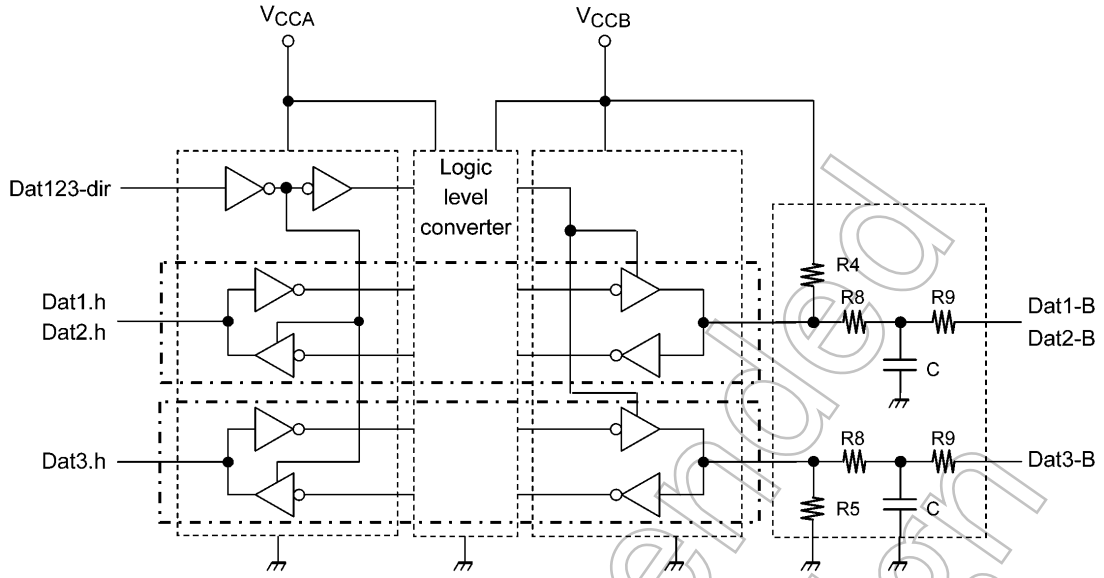 VCCA
VCCB
Dat123-dir
Logic
level
converter
R4
Dat1.h
Dat2.h
R8
R9
Dat1-B
Dat2-B
C
Dat3.h
R8
R9
Dat3-B
R5
C